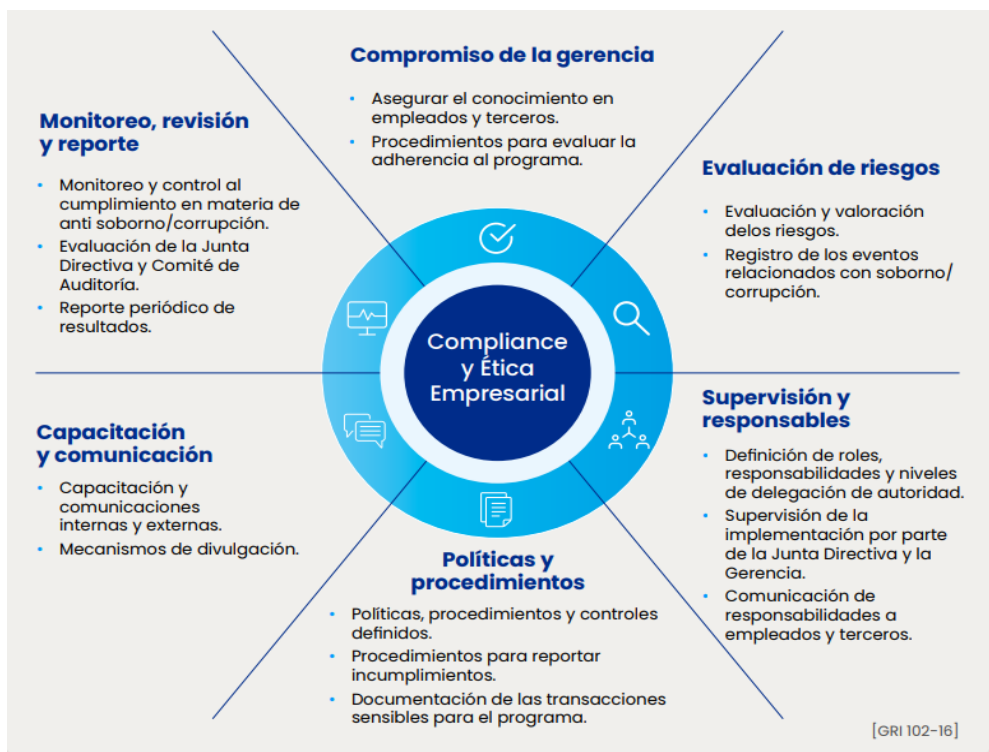 Compromiso de la gerencia
• Asegurar el conocimiento en
empleados y terceros.
• Procedimientos para evaluar la
adherencia al programa.
Evaluación de riesgos
• Evaluación y valoración
delos riesgos.
• Registro de los eventos
relacionados con soborno/
corrupción.
Supervisión y
responsables
• Definición de roles,
responsabilidades y niveles
de delegación de autoridad.
• Supervisión de la
implementación por parte
de la Junta Directiva y la
Gerencia.
• Comunicación de
responsabilidades a
empleados y terceros.
Políticas y
procedimientos
• Políticas, procedimientos y controles
definidos.
• Procedimientos para reportar
incumplimientos.
• Documentación de las transacciones
sensibles para el programa.
Capacitación
y comunicación
• Capacitación y
comunicaciones
internas y externas.
• Mecanismos de divulgación.
Monitoreo, revisión
y reporte
• Monitoreo y control al
cumplimiento en materia de
anti soborno/corrupción.
• Evaluación de la Junta
Directiva y Comité de
Auditoría.
• Reporte periódico de
resultados.
Compliance
y Ética
Empresarial
[GRI 102-16]